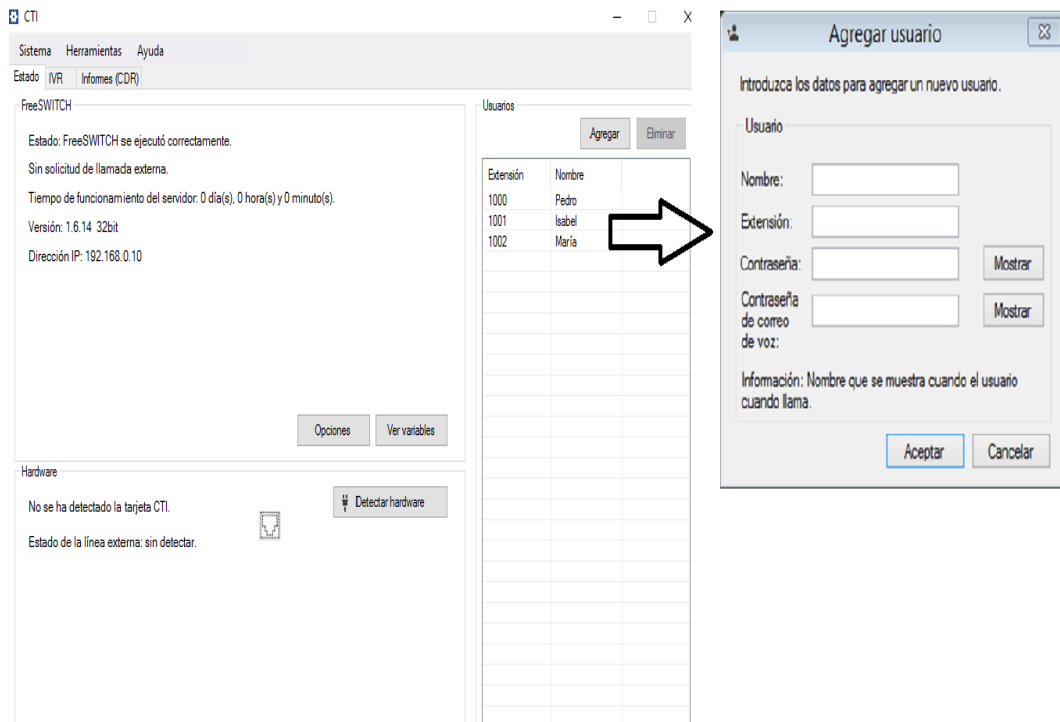 CTI
Sistema Herramientas Ayuda
Estado IVR Informes (CDR)
FreeSWITCH
Estado: FreeSWITCH se ejecutó correctamente.
Sin solicitud de llamada externa.
Tiempo de funcionamiento del servidor: 0 día(s), 0 hora(s) y 0 minuto(s).
Versión: 1.6.14 32bit
Dirección IP: 192.168.0.10
Opciones Ver variables
Hardware
No se ha detectado la tarjeta CTI.
Detectar hardware
Estado de la línea externa: sin detectar.
Usuarios
Agregar Eliminar
Extensión Nombre
1000 Pedro
1001 Isabel
1002 María
Agregar usuario
Introduzca los datos para agregar un nuevo usuario.
Usuario
Nombre:
Extensión:
Contraseña: Mostrar
Contraseña
de correo
de voz:
Mostrar
Información: Nombre que se muestra cuando el usuario
cuando llama.
Aceptar Cancelar